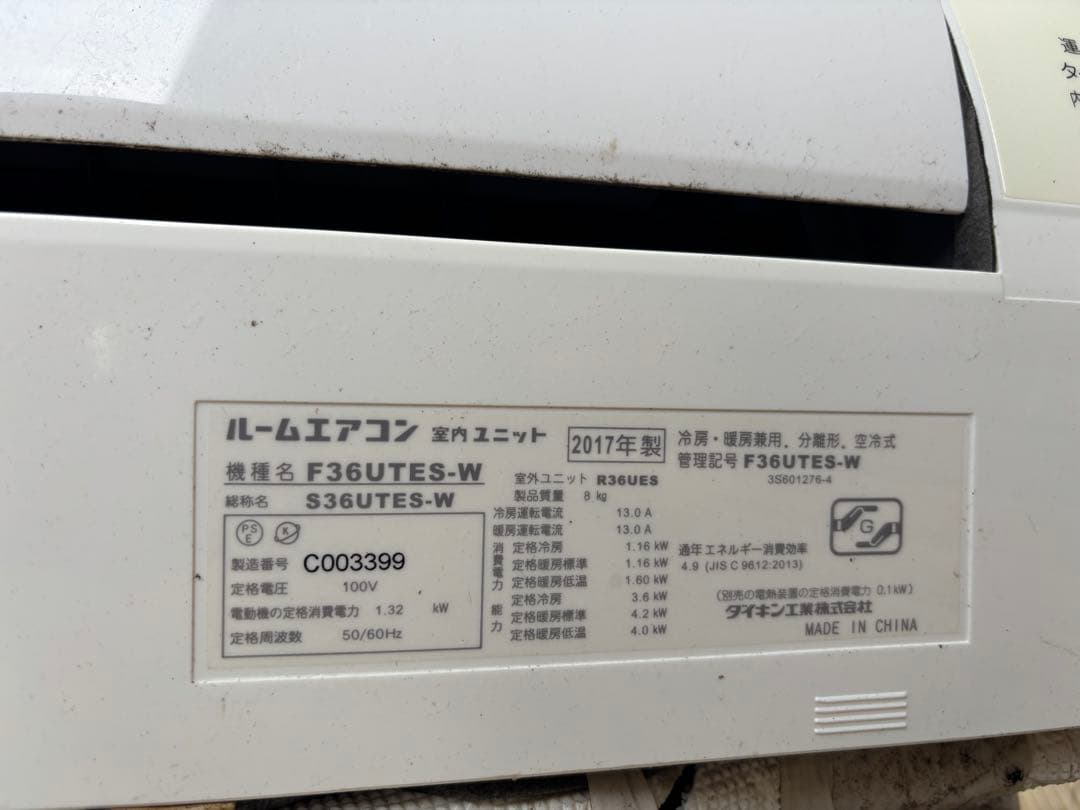 運
タ
内
ルームエアコン 室内ユニット 2017年製
機種名 F36UTES-W
総称名 S36UTES-W
PSE K
製造番号 C003399
定格電圧 100V
電動機の定格消費電力 1.32 kW
定格周波数 50/60Hz
室外ユニット R36UES
製品質量 8 kg
冷房運転電流 13.0 A
暖房運転電流 13.0 A
消費電力 定格冷房 1.16 kW
定格暖房標準 1.16 kW
定格暖房低温 1.60 kW
能力 定格冷房 3.6 kW
定格暖房標準 4.2 kW
定格暖房低温 4.0 kW
冷房・暖房兼用, 分離形, 空冷式
管理記号 F36UTES-W
3S601276-4
G
通年エネルギー消費効率
4.9 (JIS C 9612:2013)
(別売の電熱装置の定格消費電力 0.1kW)
ダイキン工業株式会社
MADE IN CHINA